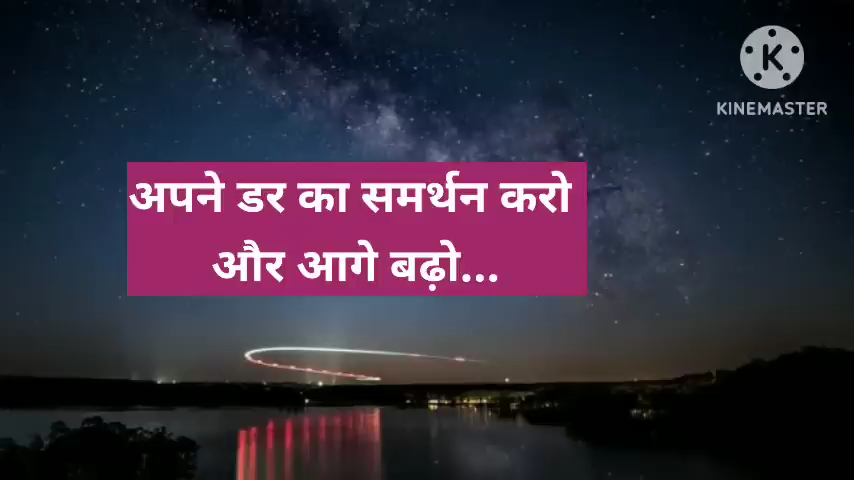 KINEMASTER
अपने डर का समर्थन करो
और आगे बढ़ो...